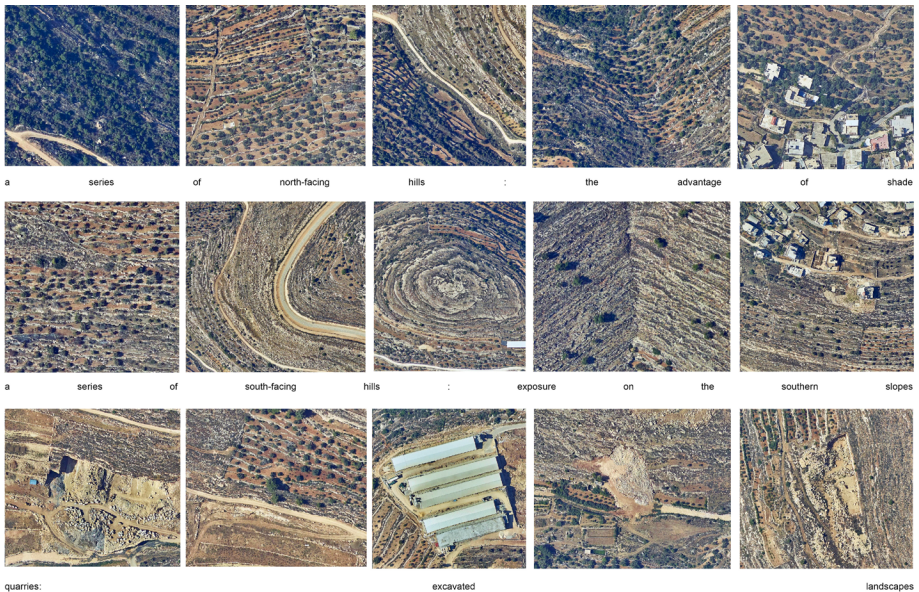 a series of north-facing hills : the advantage of shade
a series of south-facing hills : exposure on the southern slopes
quarries: excavated landscapes